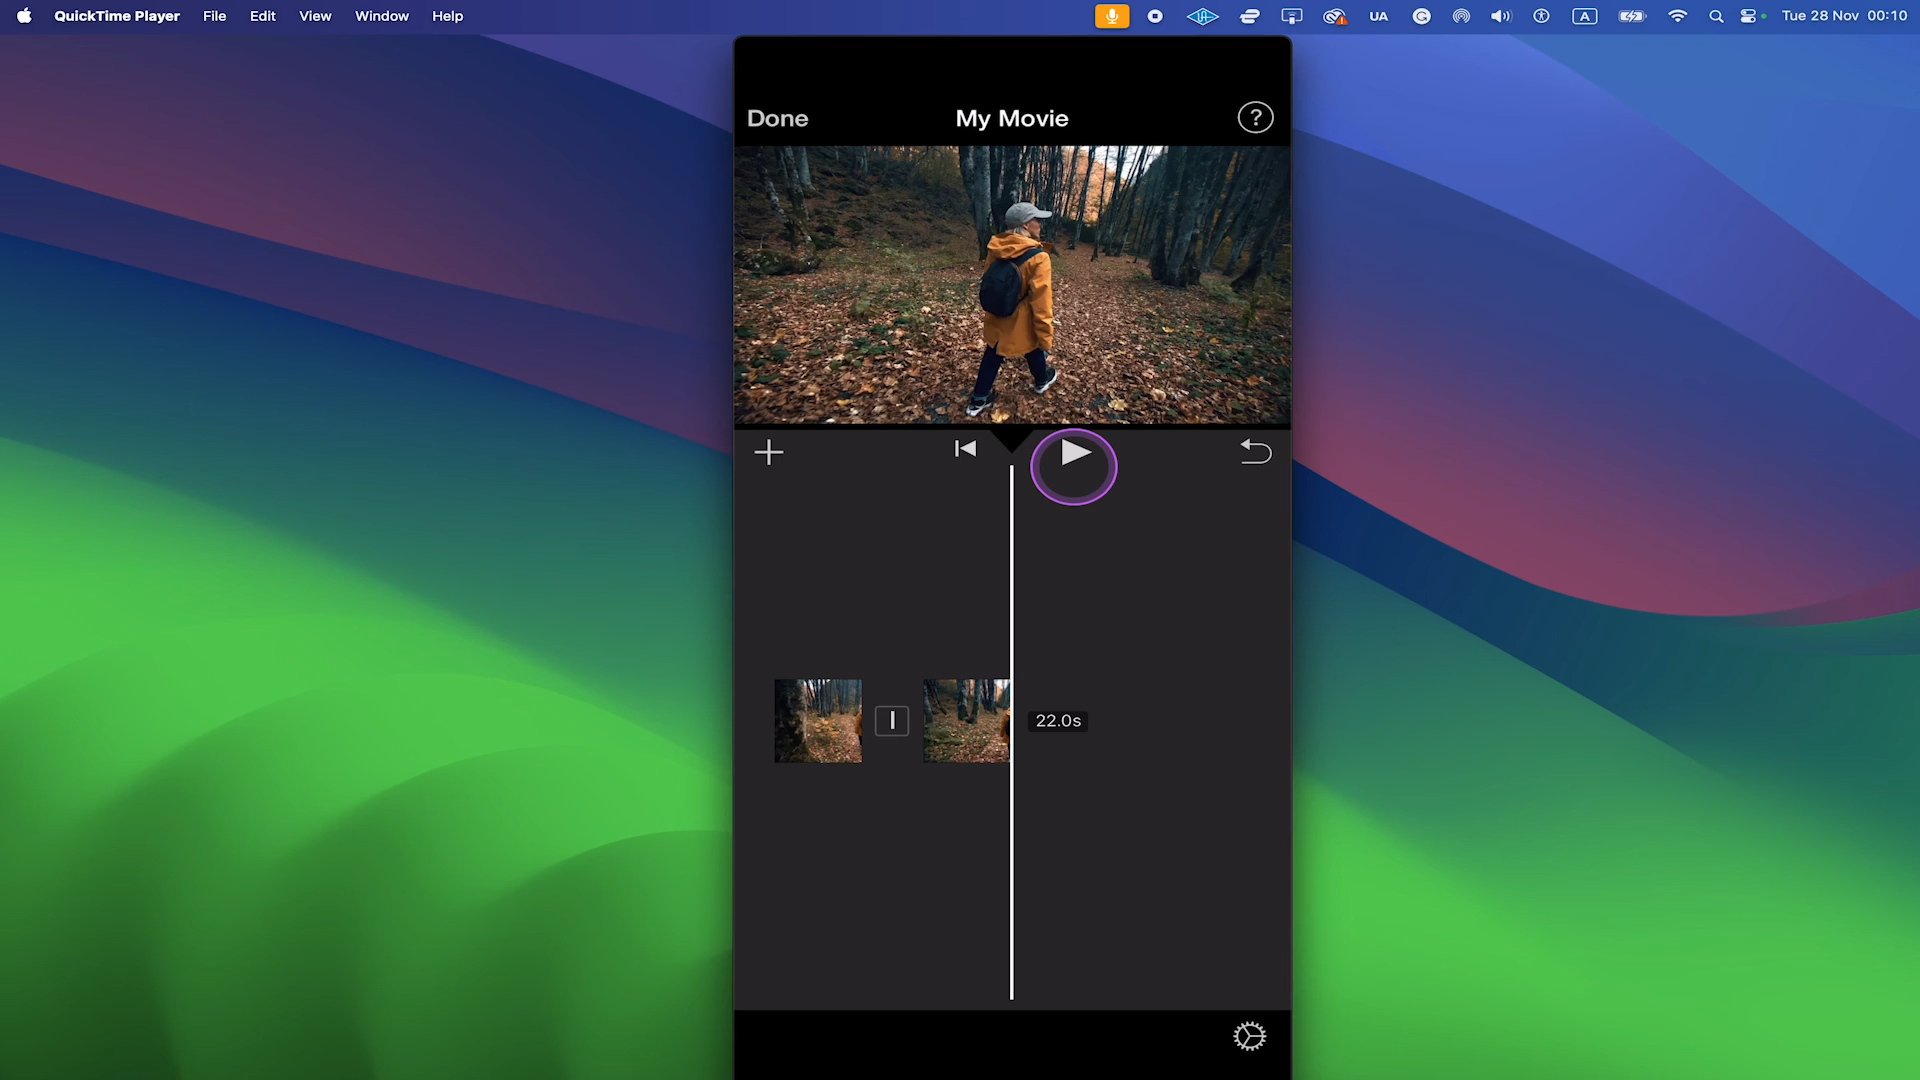 QuickTime Player File Edit View Window Help UA A Tue 28 Nov 00:10
Done My Movie ?
22.0s